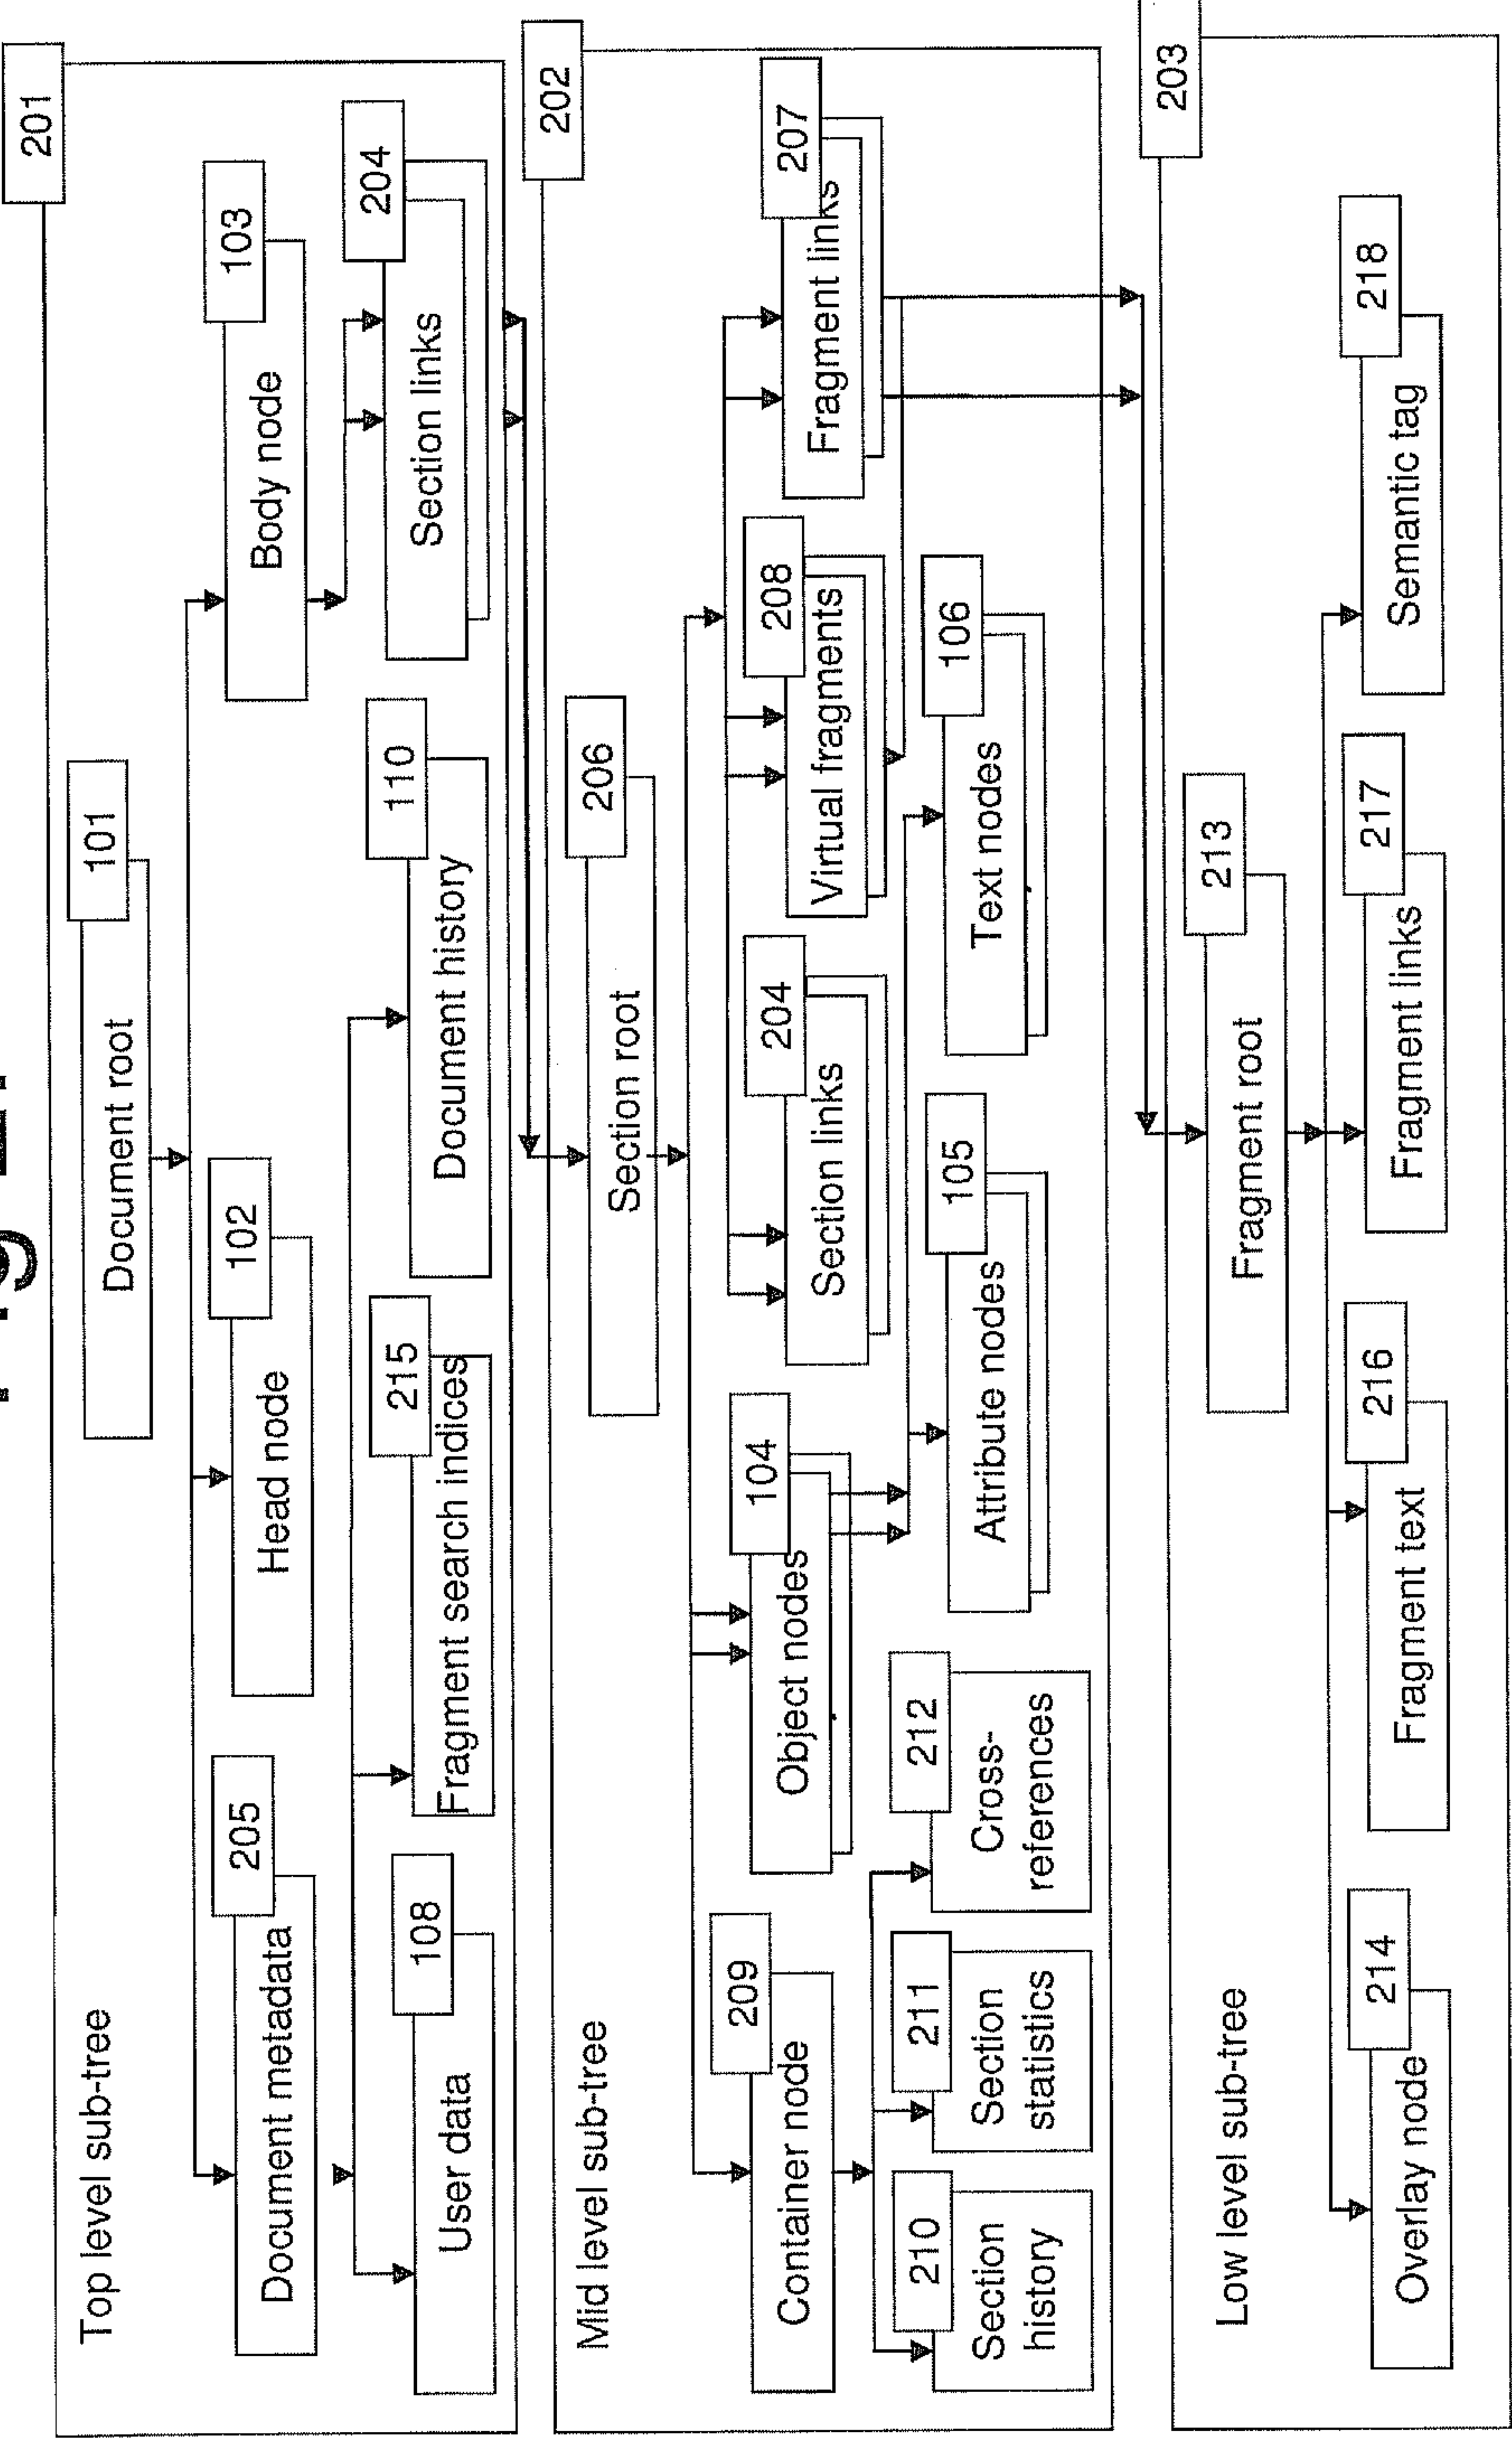 201
Top level sub-tree
101
Document root
205
Document metadata
102
Head node
103
Body node
108
User data
215
Fragment search indices
110
Document history
204
Section links
202
Mid level sub-tree
206
Section root
209
Container node
104
Object nodes
204
Section links
208
Virtual fragments
207
Fragment links
210
Section
history
211
Section
statistics
212
Cross-
references
105
Attribute nodes
106
Text nodes
203
Low level sub-tree
213
Fragment root
214
Overlay node
216
Fragment text
217
Fragment links
218
Semantic tag